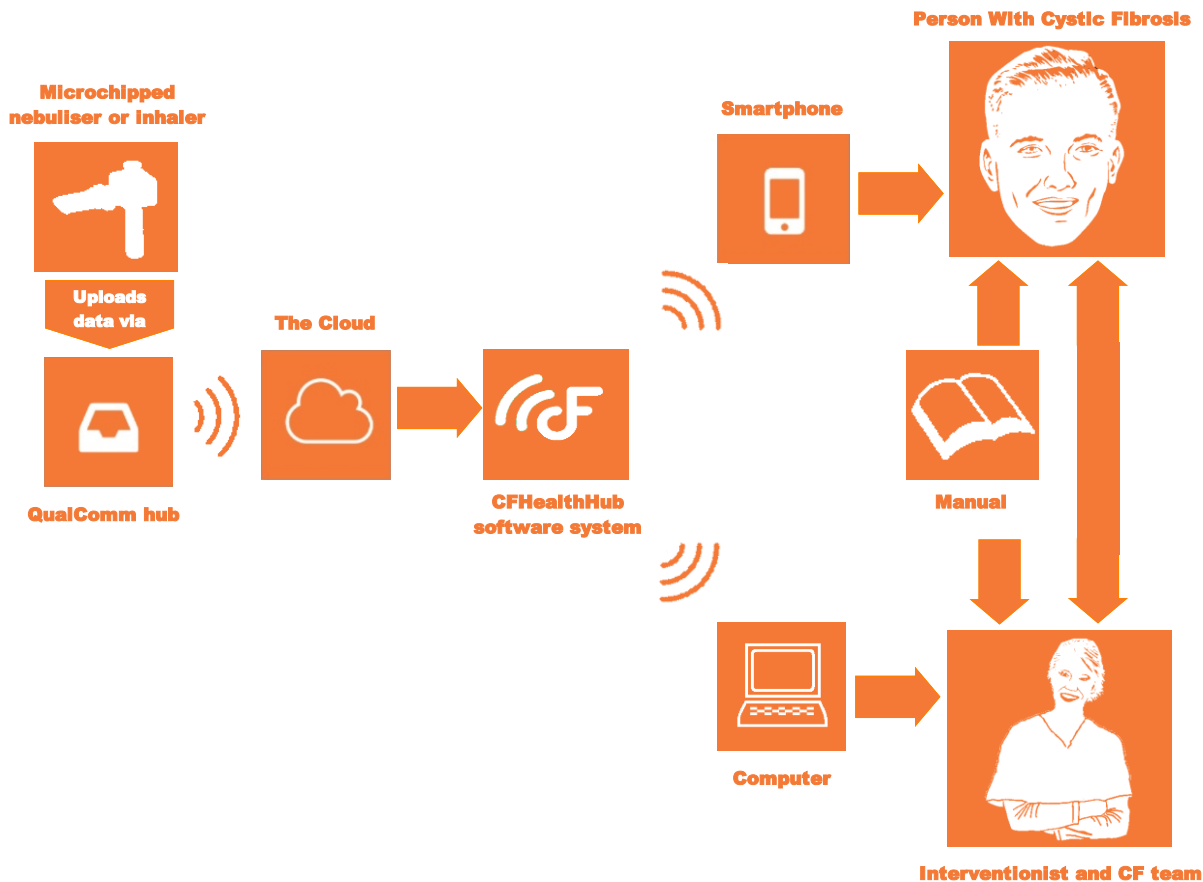 Person With Cystic Fibrosis
Microchipped
nebuliser or Inhaler
Smartphone
Uploads
data via
The Cloud
CF
QualComm hub
CFHealthHub
software system
Manual
Computer
Interventionist and CF team